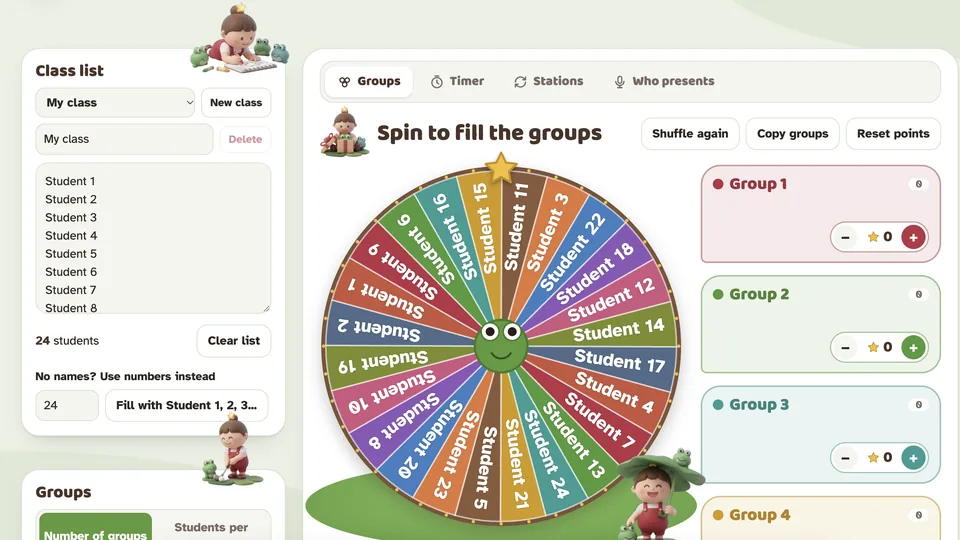 Class list
My class
New class
My class
Delete
Student 1
Student 2
Student 3
Student 4
Student 5
Student 6
Student 7
Student 8
24 students
Clear list
No names? Use numbers instead
24
Fill with Student 1, 2, 3...
Groups
Number of groups
Students per
Groups
Timer
Stations
Who presents
Spin to fill the groups
Shuffle again
Copy groups
Reset points
Student 11
Student 3
Student 22
Student 18
Student 12
Student 14
Student 17
Student 4
Student 7
Student 13
Student 24
Student 21
Student 5
Student 23
Student 20
Student 8
Student 10
Student 19
Student 2
Student 1
Student 9
Student 6
Student 16
Student 15
Group 1
0
− 0 +
Group 2
0
− 0 +
Group 3
0
− 0 +
Group 4
0